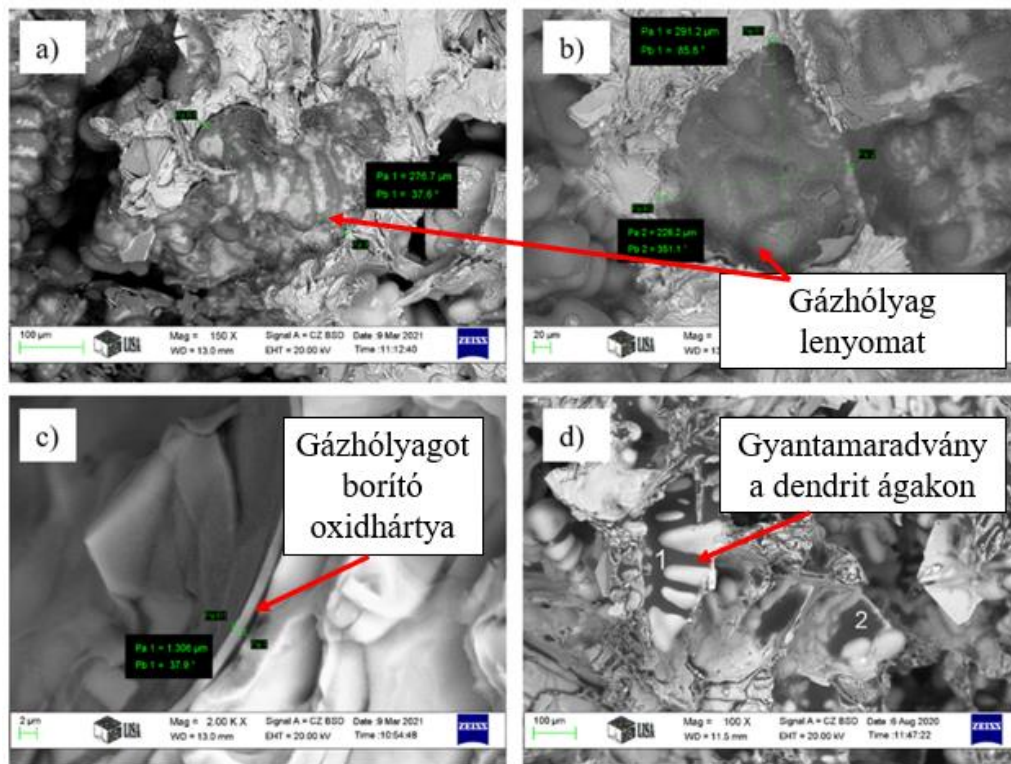 a)
Pa 1 = 276.7 µm
Pb 1 = 37.6 °
100 µm
LISA
Mag = 150 X
WD = 13.0 mm
Signal A = CZ BSD
EHT = 20.00 kV
Date :9 Mar 2021
Time :11:12:40
ZEISS
b)
Pa 1 = 291.2 µm
Pb 1 = 85.6 °
Pa 2 = 226.2 µm
Pb 2 = 351.1 °
Gázhólyag
lenyomat
20 µm
LISA
Mag =
c)
Gázhólyagot
borító
oxidhártya
Pa 1 = 1.306 µm
Pb 1 = 37.9 °
2 µm
LISA
Mag = 2.00 K X
WD = 13.0 mm
Signal A = CZ BSD
EHT = 20.00 kV
Date :9 Mar 2021
Time :10:54:48
ZEISS
d)
Gyantamaradvány
a dendrit ágakon
1
2
100 µm
LISA
Mag = 100 X
WD = 11.5 mm
Signal A = CZ BSD
EHT = 20.00 kV
Date :6 Aug 2020
Time :11:47:22
ZEISS